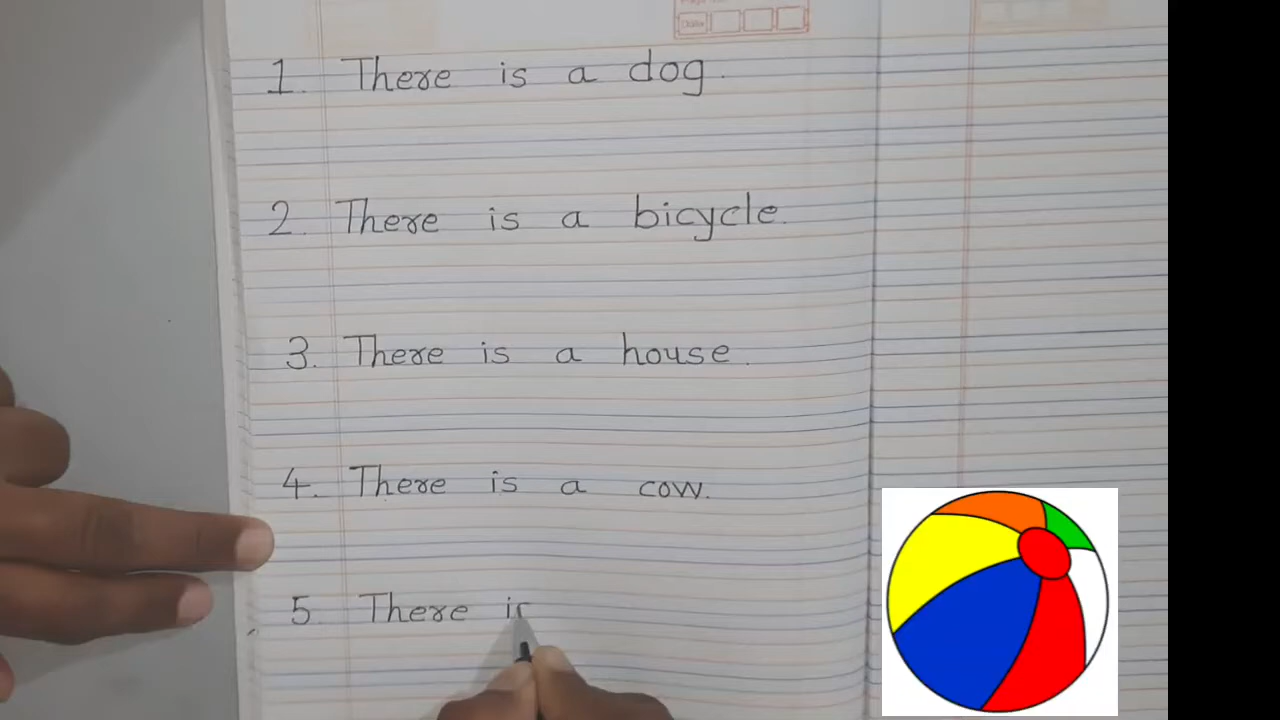 1. There is a dog.
2. There is a bicycle.
3. There is a house.
4. There is a cow.
5. There